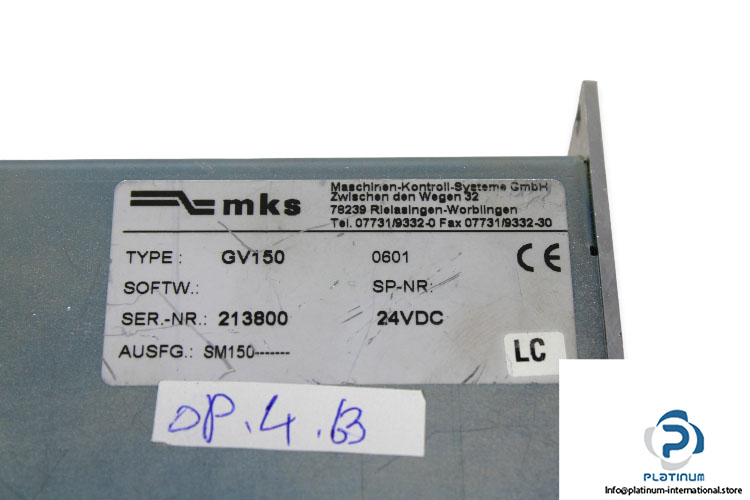 mks
Maschinen-Kontroll-Systeme GmbH
Zwischen den Wegen 32
78239 Rielasingen-Worblingen
Tel. 07731/9332-0 Fax 07731/9332-30
TYPE : GV150 0601 CE
SOFTW.: SP-NR:
SER.-NR.: 213800 24VDC
AUSFG.: SM150-------
LC
OP.4.B
PLATINUM
Info@platinum-international.store